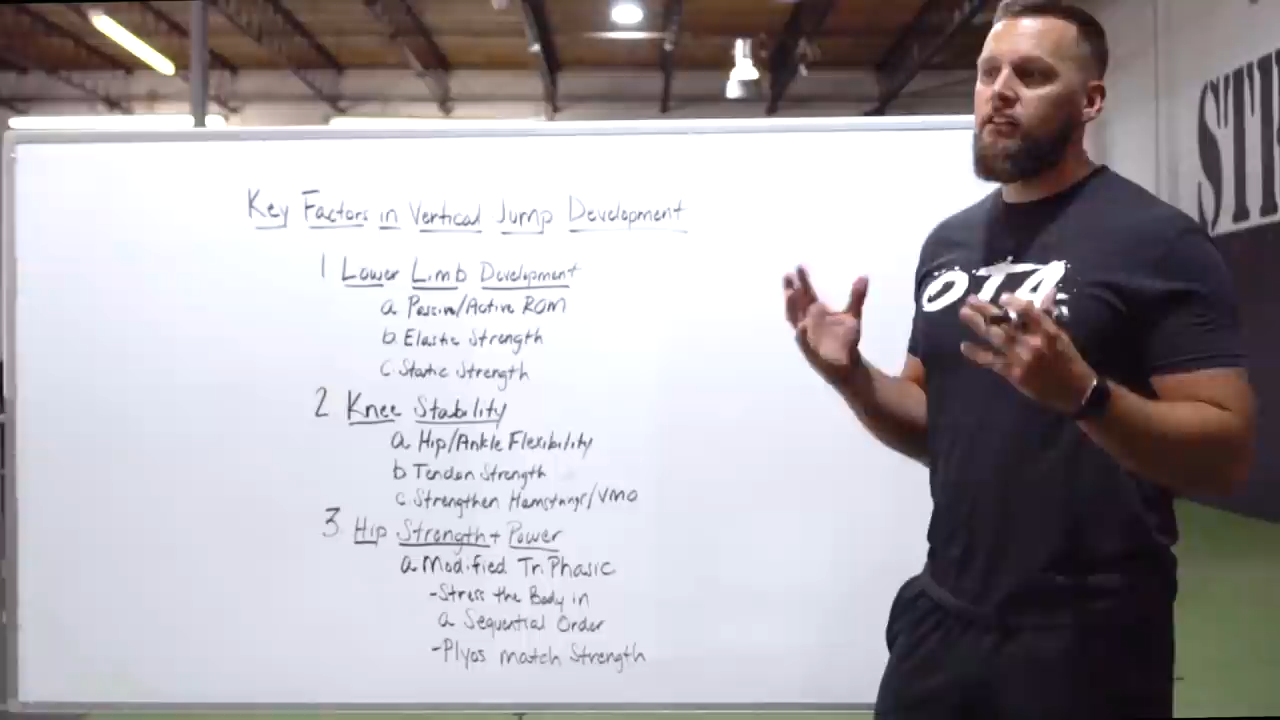 Key Factors in Vertical Jump Development
1 Lower Limb Development
a. Passive/Active ROM
b. Elastic Strength
c. Static Strength
2 Knee Stability
a. Hip/Ankle Flexibility
b Tendon Strength
c. Strengthen Hamstrings/VMO
3 Hip Strength + Power
a. Modified TriPhasic
-Stress the Body in
a Sequential Order
-Plyos match Strength
OTA